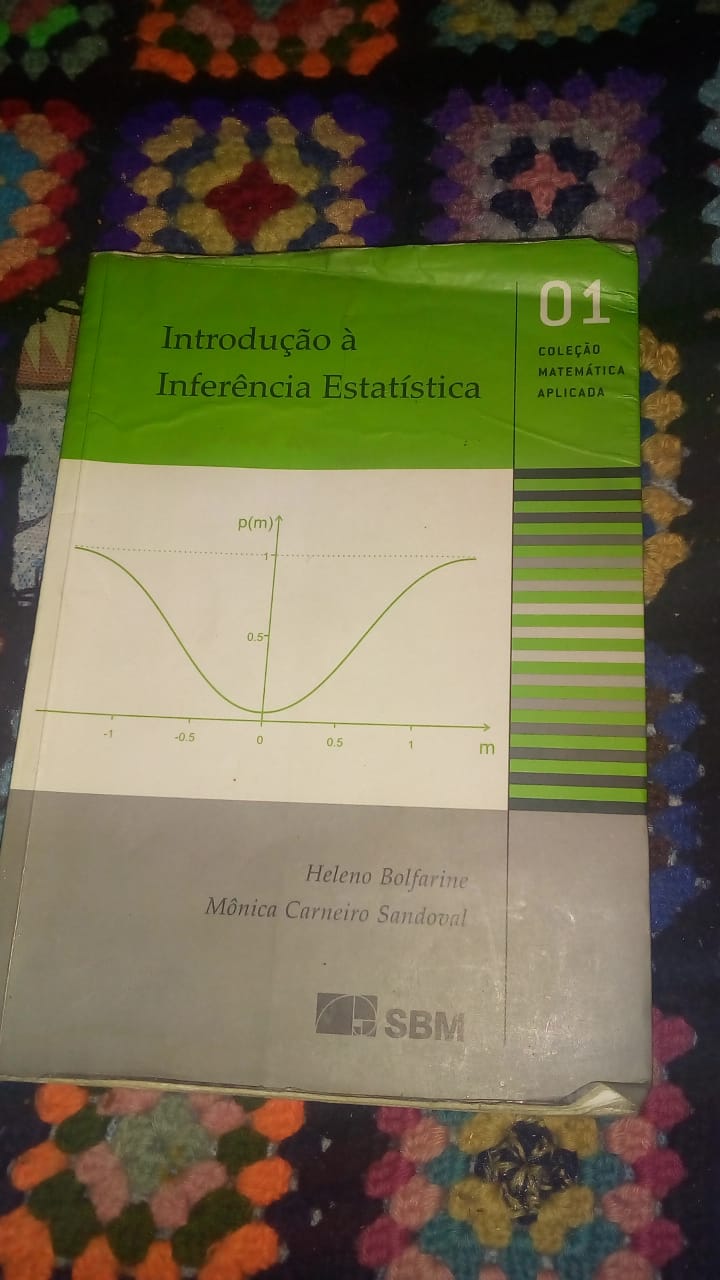 Introdução à
Inferência Estatística
01
COLEÇÃO
MATEMÁTICA
APLICADA
p(m)
1
0.5
-1
-0.5
0
0.5
1
m
Heleno Bolfarine
Mônica Carneiro Sandoval
SBM